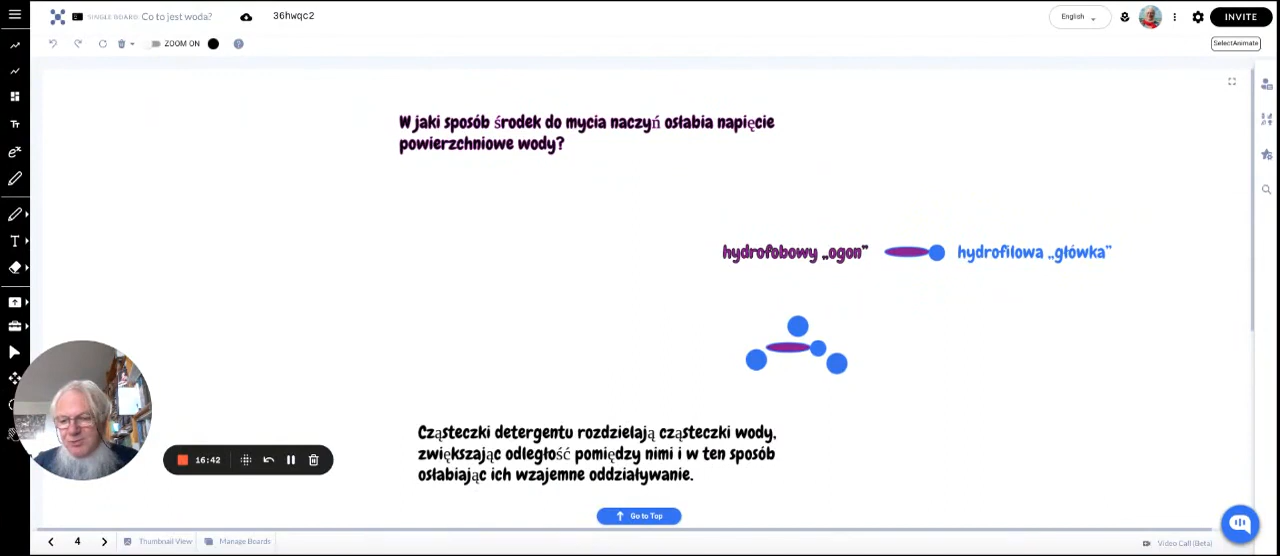 SINGLE BOARD Co to jest woda?
36hwqc2
English
INVITE
ZOOM ON
SelectAnimate
W jaki sposób środek do mycia naczyń osłabia napięcie
powierzchniowe wody?
hydrofobowy „ogon”
hydrofilowa „główka”
Cząsteczki detergentu rozdzielają cząsteczki wody,
zwiększając odległość pomiędzy nimi i w ten sposób
osłabiając ich wzajemne oddziaływanie.
16:42
Go to Top
4
Thumbnail View
Manage Boards
Video Call (Beta)